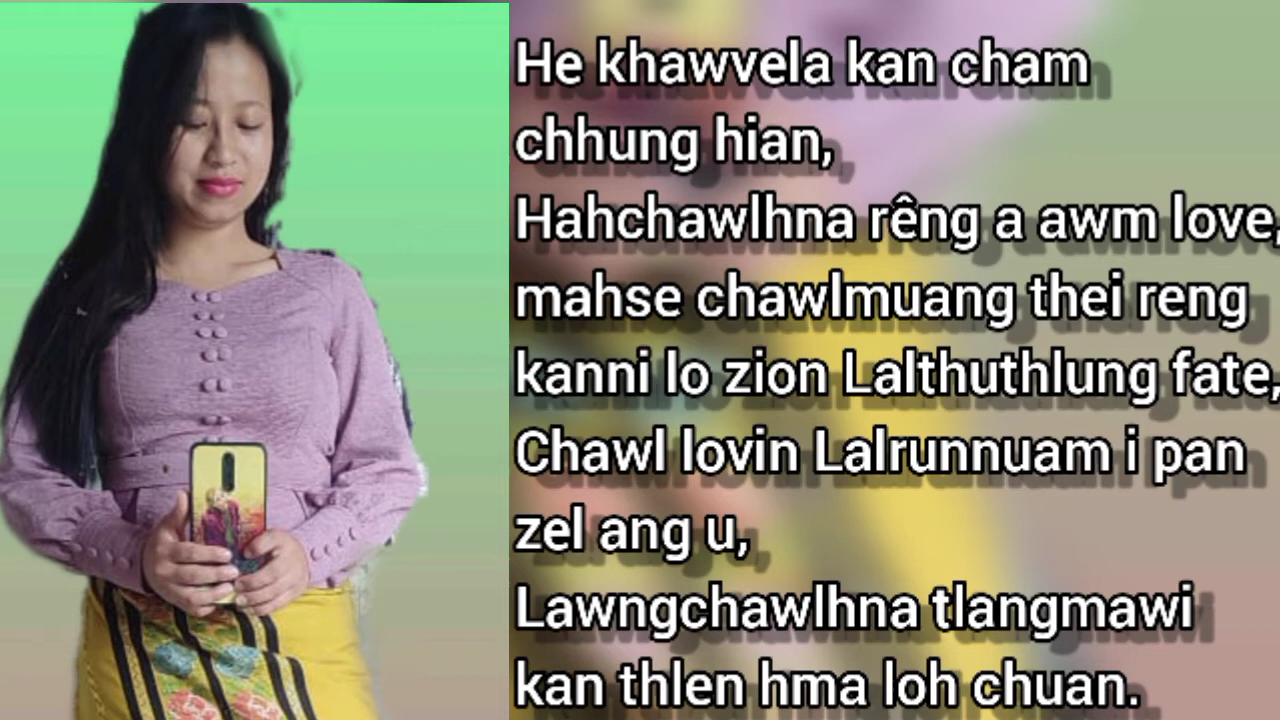 He khawvela kan cham
chhung hian,
Hahchawlhna rêng a awm love,
mahse chawlmuang thei reng
kanni lo zion Lalthuthlung fate,
Chawl lovin Lalrunnuam i pan
zel ang u,
Lawngchawlhna tlangmawi
kan thlen hma loh chuan.